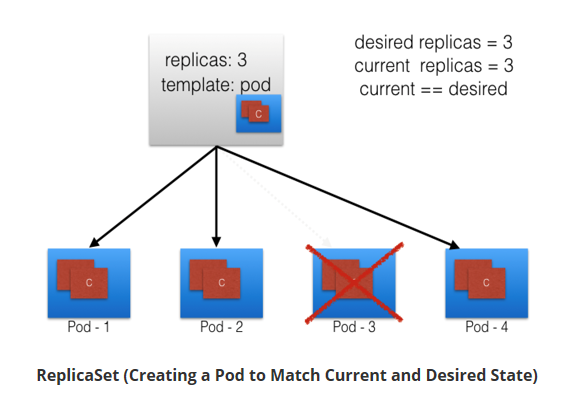 replicas: 3
template: pod
C
desired replicas = 3
current replicas = 3
current == desired
C
C
C
C
Pod - 1
Pod - 2
Pod - 3
Pod - 4
ReplicaSet (Creating a Pod to Match Current and Desired State)